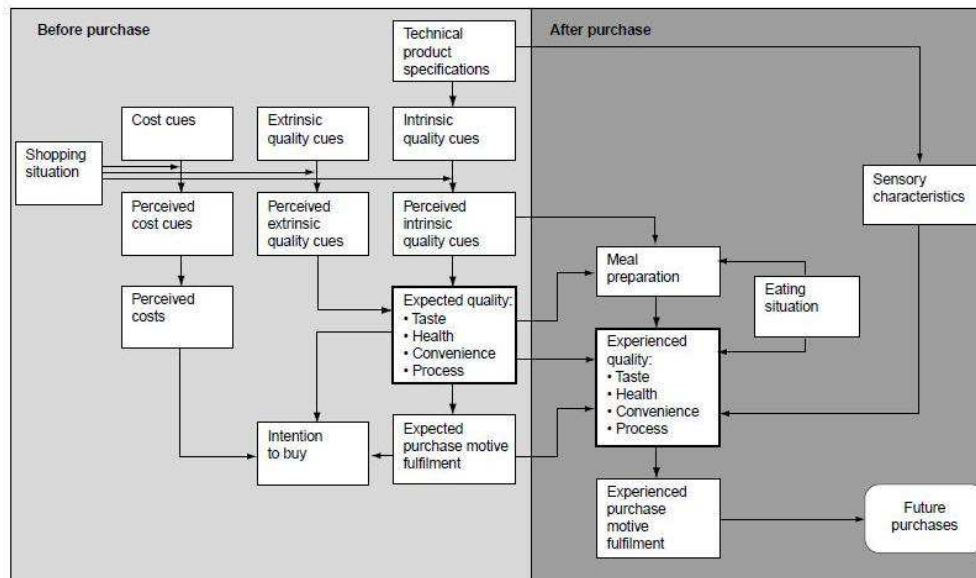 Before purchase
After purchase
Technical
product
specifications
Cost cues
Extrinsic
quality cues
Intrinsic
quality cues
Shopping
situation
Sensory
characteristics
Perceived
cost cues
Perceived
extrinsic
quality cues
Perceived
intrinsic
quality cues
Meal
preparation
Eating
situation
Perceived
costs
Expected quality:
• Taste
• Health
• Convenience
• Process
Experienced
quality:
• Taste
• Health
• Convenience
• Process
Intention
to buy
Expected
purchase motive
fulfilment
Experienced
purchase
motive
fulfilment
Future
purchases